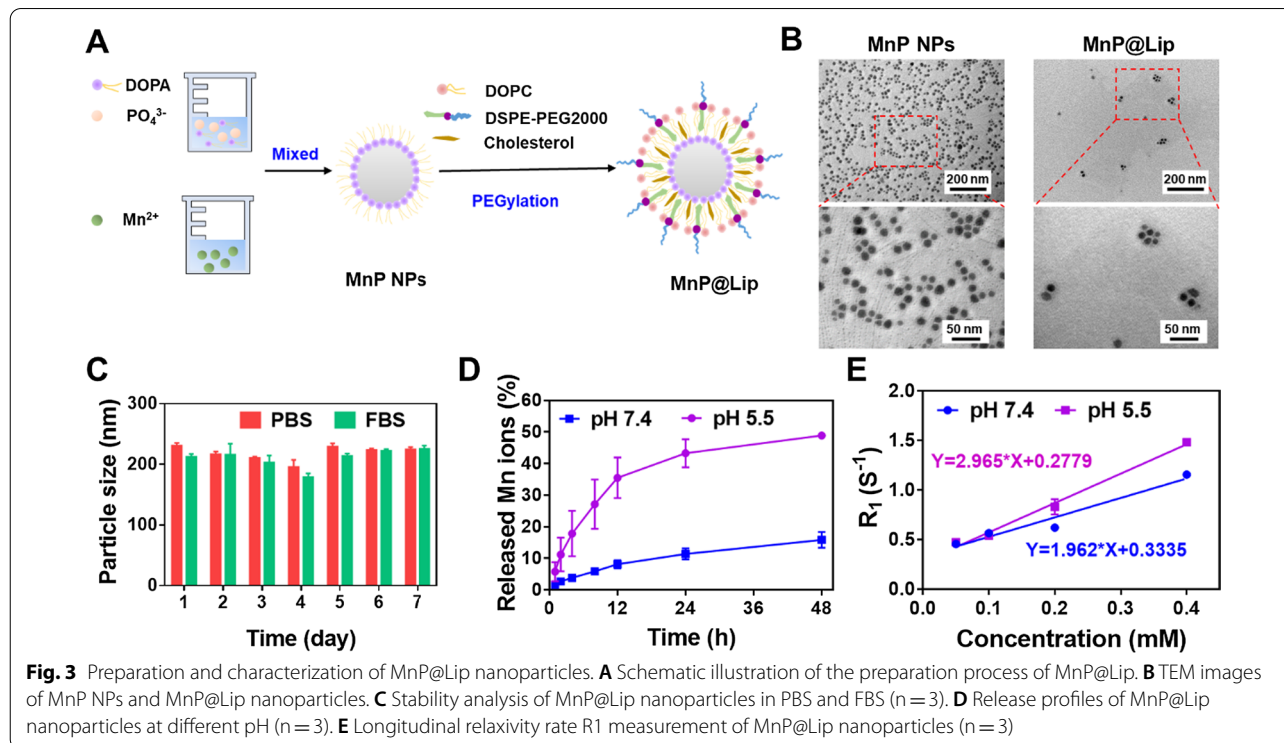 A
DOPA
PO₄³⁻
Mn²⁺
Mixed
MnP NPs
DOPC
DSPE-PEG2000
Cholesterol
PEGylation
MnP@Lip
B
MnP NPs
MnP@Lip
200 nm
200 nm
50 nm
50 nm
C
Particle size (nm)
300
200
100
0
PBS
FBS
1 2 3 4 5 6 7
Time (day)
D
Released Mn ions (%)
60
50
40
30
20
10
0
pH 7.4
pH 5.5
0 12 24 36 48
Time (h)
E
R₁ (S⁻¹)
2.0
1.5
1.0
0.5
0.0
pH 7.4
pH 5.5
Y=2.965*X+0.2779
Y=1.962*X+0.3335
0.0 0.1 0.2 0.3 0.4
Concentration (mM)
Fig. 3 Preparation and characterization of MnP@Lip nanoparticles. A Schematic illustration of the preparation process of MnP@Lip. B TEM images
of MnP NPs and MnP@Lip nanoparticles. C Stability analysis of MnP@Lip nanoparticles in PBS and FBS (n = 3). D Release profiles of MnP@Lip
nanoparticles at different pH (n = 3). E Longitudinal relaxivity rate R1 measurement of MnP@Lip nanoparticles (n = 3)